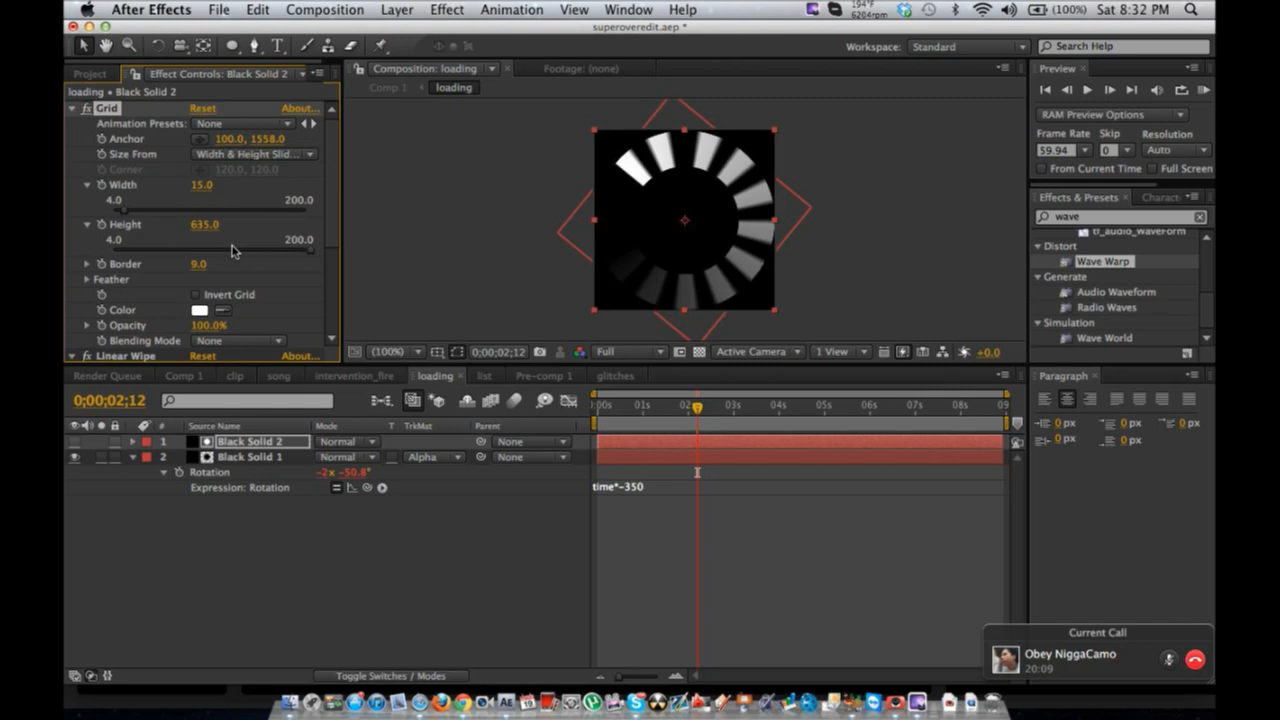 After Effects File Edit Composition Layer Effect Animation View Window Help
194°F
6204rpm
(100%) Sat 8:32 PM
superoveredit.aep *
Workspace: Standard
Search Help
Project
Effect Controls: Black Solid 2
loading • Black Solid 2
fx Grid Reset About...
Animation Presets: None
Anchor 100.0, 1558.0
Size From Width & Height Slid...
Corner 120.0, 120.0
Width 15.0
4.0 200.0
Height 635.0
4.0 200.0
Border 9.0
Feather
Invert Grid
Color
Opacity 100.0%
Blending Mode None
fx Linear Wipe Reset About...
Composition: loading
Footage: (none)
Comp 1 loading
(100%) 0;00;02;12 Full Active Camera 1 View +0.0
Preview
RAM Preview Options
Frame Rate Skip Resolution
59.94 0 Auto
From Current Time Full Screen
Effects & Presets Charact
wave
tf_audio_WaveForm
Distort
Wave Warp
Generate
Audio Waveform
Radio Waves
Simulation
Wave World
Render Queue Comp 1 clip song intervention_fire loading list Pre-comp 1 glitches
0;00;02;12
:00s 01s 02 03s 04s 05s 06s 07s 08s 09
# Source Name Mode T TrkMat Parent
1 Black Solid 2 Normal None
2 Black Solid 1 Normal Alpha None
Rotation -2x -50.8°
Expression: Rotation
time*-350
Toggle Switches / Modes
Paragraph
0 px 0 px 0 px
0 px 0 px
Current Call
Obey NiggaCamo
20:09